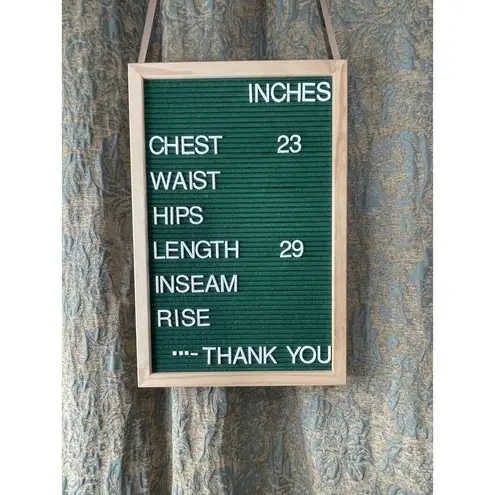 INCHES
CHEST 23
WAIST
HIPS
LENGTH 29
INSEAM
RISE
...- THANK YOU